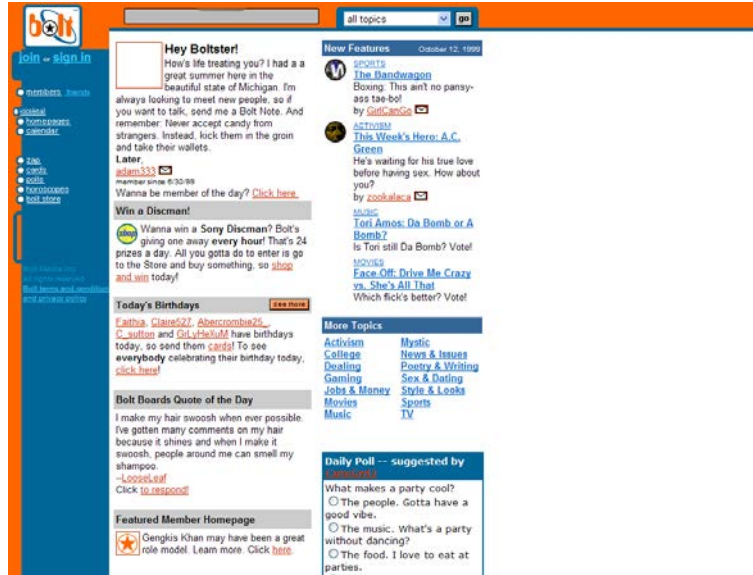 bolt
all topics
go
join or sign in
members friends
homepages
calendar
zap
cards
polls
horoscopes
bolt store
All rights reserved.
Bolt terms and conditions
and privacy policy
Hey Boltster!
How's life treating you? I had a a
great summer here in the
beautiful state of Michigan. I'm
always looking to meet new people, so if
you want to talk, send me a Bolt Note. And
remember: Never accept candy from
strangers. Instead, kick them in the groin
and take their wallets.
Later,
adam333
member since 6/30/99
Wanna be member of the day? Click here.
Win a Discman!
shop
Wanna win a Sony Discman? Bolt's
giving one away every hour! That's 24
prizes a day. All you gotta do to enter is go
to the Store and buy something, so shop
and win today!
Today's Birthdays
See more
Faithia, Claire527, Abercrombie25_,
C_sutton and GiLyHeXuM have birthdays
today, so send them cards! To see
everybody celebrating their birthday today,
click here!
Bolt Boards Quote of the Day
I make my hair swoosh when ever possible.
I've gotten many comments on my hair
because it shines and when I make it
swoosh, people around me can smell my
shampoo.
--LooseLeaf
Click to respond!
Featured Member Homepage
Gengkis Khan may have been a great
role model. Learn more. Click here.
New Features October 12, 1999
SPORTS
The Bandwagon
Boxing: This ain't no pansy-
ass tae-bo!
by GirlCanGo
ACTIVISM
This Week's Hero: A.C.
Green
He's waiting for his true love
before having sex. How about
you?
by zookalaca
MUSIC
Tori Amos: Da Bomb or A
Bomb?
Is Tori still Da Bomb? Vote!
MOVIES
Face-Off: Drive Me Crazy
vs. She's All That
Which flick's better? Vote!
More Topics
Activism Mystic
College News & Issues
Dealing Poetry & Writing
Gaming Sex & Dating
Jobs & Money Style & Looks
Movies Sports
Music TV
Daily Poll -- suggested by
What makes a party cool?
The people. Gotta have a
good vibe.
The music. What's a party
without dancing?
The food. I love to eat at
parties.